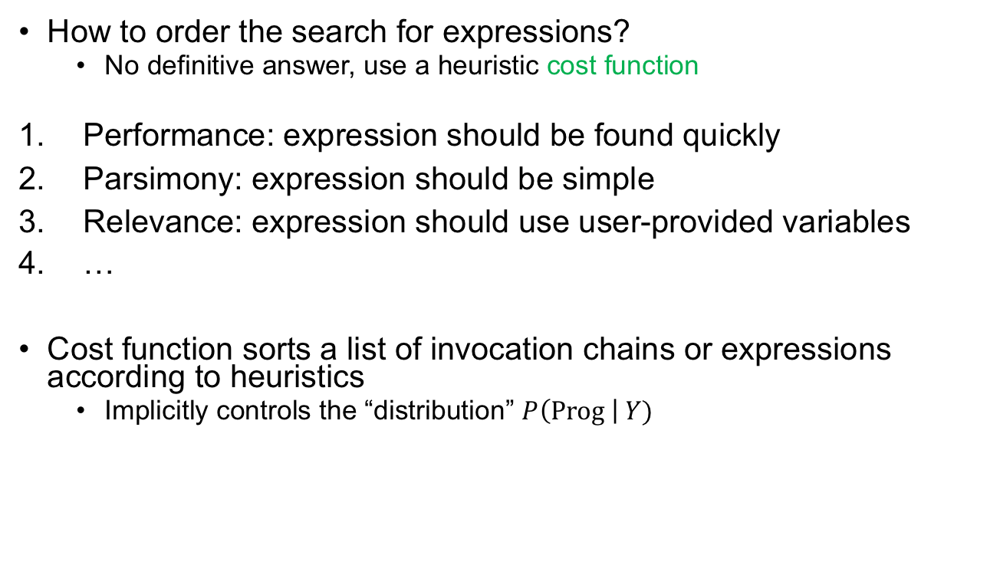 • How to order the search for expressions?
• No definitive answer, use a heuristic cost function
1. Performance: expression should be found quickly
2. Parsimony: expression should be simple
3. Relevance: expression should use user-provided variables
4. …
• Cost function sorts a list of invocation chains or expressions
according to heuristics
• Implicitly controls the “distribution” P(Prog | Y)